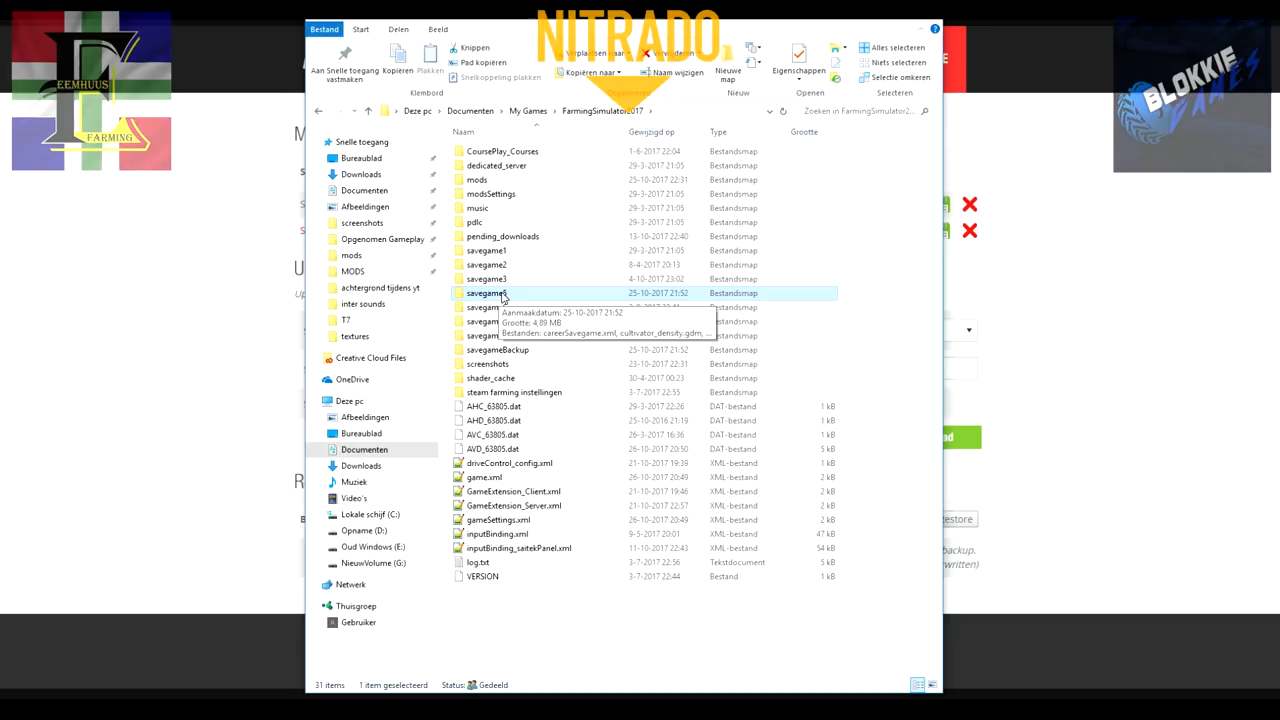 NITRADO
EEMHUUS
FARMING
BLOKKIE
Bestand Start Delen Beeld
Aan Snelle toegang vastmaken
Kopiëren
Plakken
Knippen
Pad kopiëren
Snelkoppeling plakken
Klembord
Verplaatsen naar
Kopiëren naar
Naam wijzigen
Nieuwe map
Nieuw
Eigenschappen
Openen
Alles selecteren
Niets selecteren
Selectie omkeren
Selecteren
Deze pc > Documenten > My Games > FarmingSimulator2017 >
Zoeken in FarmingSimulator2...
Snelle toegang
Bureaublad
Downloads
Documenten
Afbeeldingen
screenshots
Opgenomen Gameplay
mods
MODS
achtergrond tijdens yt
inter sounds
T7
textures
Creative Cloud Files
OneDrive
Deze pc
Afbeeldingen
Bureaublad
Documenten
Downloads
Muziek
Video's
Lokale schijf (C:)
Opname (D:)
Oud Windows (E:)
NieuwVolume (G:)
Netwerk
Thuisgroep
Gebruiker
Naam Gewijzigd op Type Grootte
CoursePlay_Courses 1-6-2017 22:04 Bestandsmap
dedicated_server 29-3-2017 21:05 Bestandsmap
mods 25-10-2017 22:31 Bestandsmap
modsSettings 29-3-2017 21:05 Bestandsmap
music 29-3-2017 21:05 Bestandsmap
pdlc 29-3-2017 21:05 Bestandsmap
pending_downloads 13-10-2017 22:40 Bestandsmap
savegame1 29-3-2017 21:05 Bestandsmap
savegame2 8-4-2017 20:13 Bestandsmap
savegame3 4-10-2017 23:02 Bestandsmap
25-10-2017 21:52 Bestandsmap
Bestandsmap
Bestandsmap
Bestandsmap
Aanmaakdatum: 25-10-2017 21:52
Grootte: 4,89 MB
Bestanden: careerSavegame.xml, cultivator_density.gdm, ...
savegameBackup 25-10-2017 21:52 Bestandsmap
screenshots 23-10-2017 22:31 Bestandsmap
shader_cache 30-4-2017 00:23 Bestandsmap
steam farming instellingen 3-7-2017 22:55 Bestandsmap
AHC_63805.dat 29-3-2017 22:26 DAT-bestand 1 kB
AHD_63805.dat 25-10-2016 21:19 DAT-bestand 1 kB
AVC_63805.dat 26-3-2017 16:36 DAT-bestand 1 kB
AVD_63805.dat 26-10-2017 20:50 DAT-bestand 5 kB
driveControl_config.xml 21-10-2017 19:39 XML-bestand 1 kB
game.xml 26-10-2017 20:49 XML-bestand 2 kB
GameExtension_Client.xml 21-10-2017 19:46 XML-bestand 2 kB
GameExtension_Server.xml 21-10-2017 22:57 XML-bestand 2 kB
gameSettings.xml 26-10-2017 20:49 XML-bestand 2 kB
inputBinding.xml 9-5-2017 20:01 XML-bestand 47 kB
inputBinding_saitekPanel.xml 11-10-2017 22:43 XML-bestand 54 kB
log.txt 3-7-2017 22:56 Tekstdocument 5 kB
VERSION 3-7-2017 22:44 Bestand 1 kB
31 items 1 item geselecteerd Status: Gedeeld
estore
backup.
written)